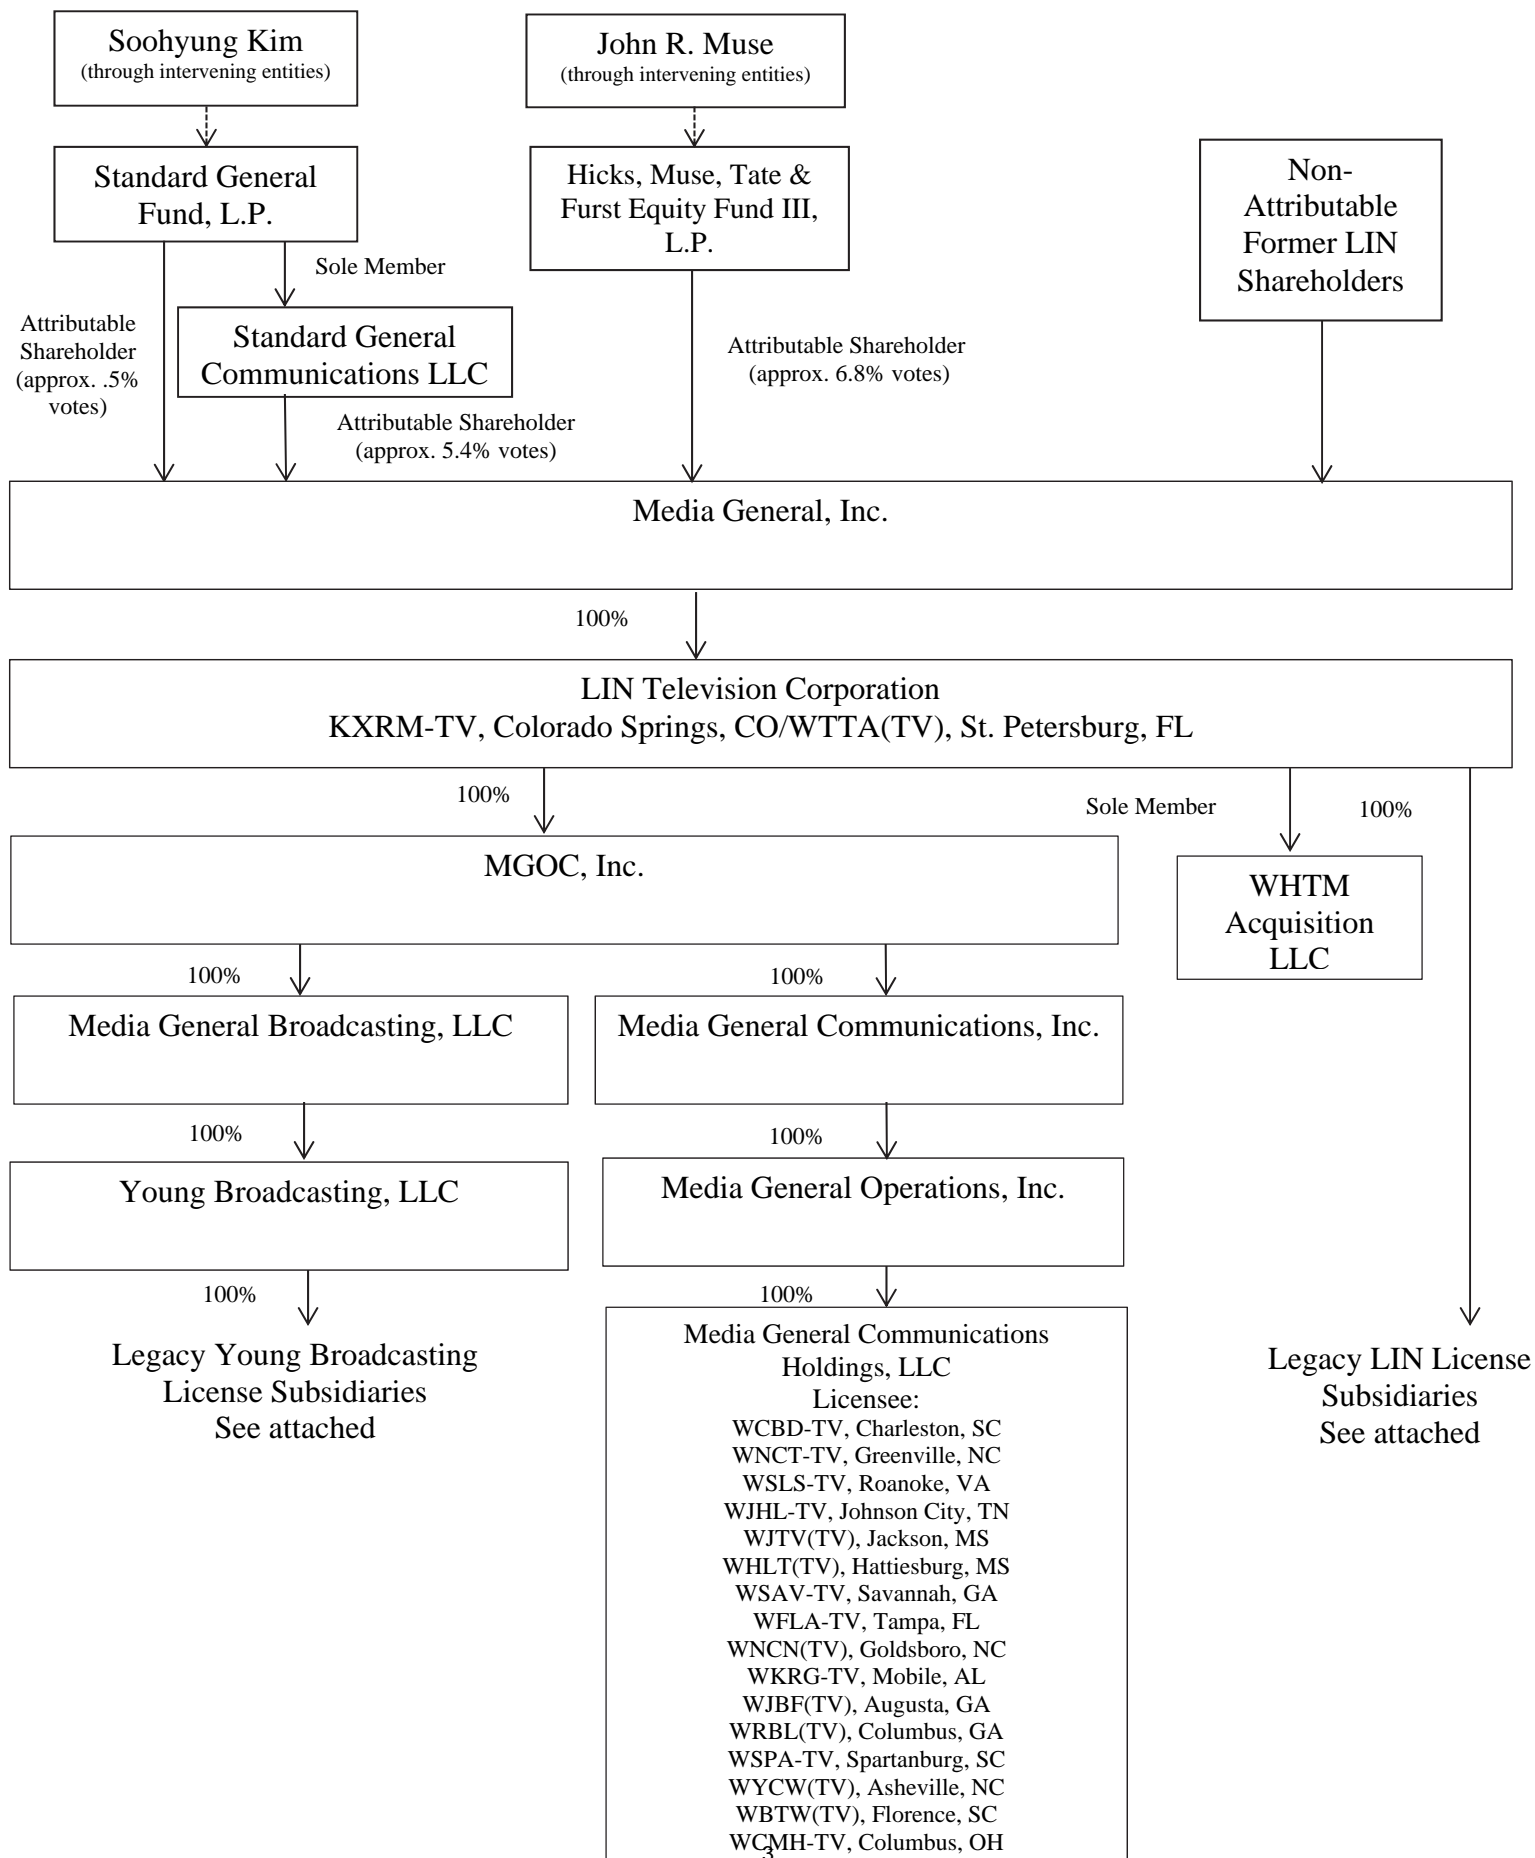 Soohyung Kim
(through intervening entities)
John R. Muse
(through intervening entities)
Standard General
Fund, L.P.
Hicks, Muse, Tate &
Furst Equity Fund III,
L.P.
Non-
Attributable
Former LIN
Shareholders
Sole Member
Attributable
Shareholder
(approx. .5%
votes)
Standard General
Communications LLC
Attributable Shareholder
(approx. 5.4% votes)
Attributable Shareholder
(approx. 6.8% votes)
Media General, Inc.
100%
LIN Television Corporation
KXRM-TV, Colorado Springs, CO/WTTA(TV), St. Petersburg, FL
100%
Sole Member
100%
MGOC, Inc.
WHTM
Acquisition
LLC
100%
100%
Media General Broadcasting, LLC
Media General Communications, Inc.
100%
100%
Young Broadcasting, LLC
Media General Operations, Inc.
100%
100%
Legacy Young Broadcasting
License Subsidiaries
See attached
Media General Communications
Holdings, LLC
Licensee:
WCBD-TV, Charleston, SC
WNCT-TV, Greenville, NC
WSLS-TV, Roanoke, VA
WJHL-TV, Johnson City, TN
WJTV(TV), Jackson, MS
WHLT(TV), Hattiesburg, MS
WSAV-TV, Savannah, GA
WFLA-TV, Tampa, FL
WNCN(TV), Goldsboro, NC
WKRG-TV, Mobile, AL
WJBF(TV), Augusta, GA
WRBL(TV), Columbus, GA
WSPA-TV, Spartanburg, SC
WYCW(TV), Asheville, NC
WBTW(TV), Florence, SC
WCMH-TV, Columbus, OH
Legacy LIN License
Subsidiaries
See attached
3